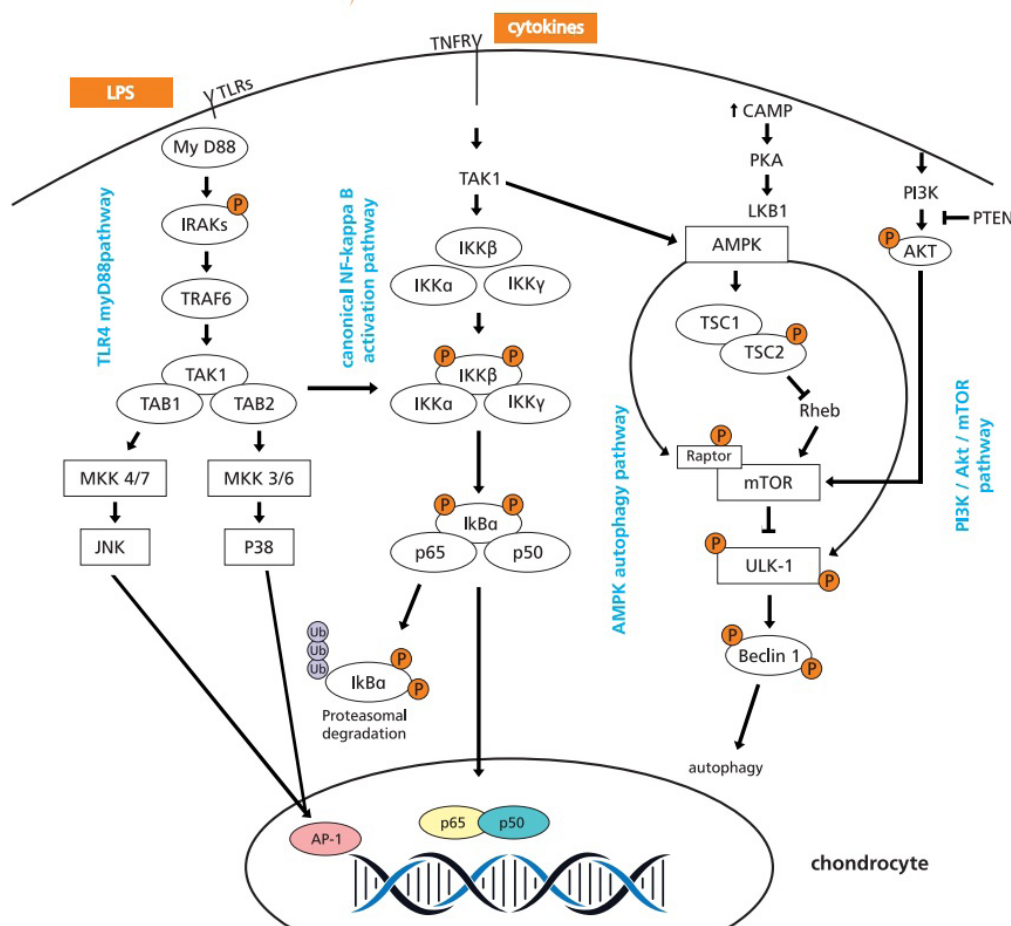 cytokines
TNFR
LPS
TLRs
My D88
P
IRAKs
TRAF6
TAK1
TAB1
TAB2
MKK 4/7
MKK 3/6
JNK
P38
TLR4 myD88pathway
canonical NF-kappa B
activation pathway
TAK1
IKKβ
IKKα
IKKγ
P
P
IKKβ
IKKα
IKKγ
P
P
IkBα
p65
p50
Ub
Ub
Ub
P
P
IkBα
Proteasomal
degradation
CAMP
PKA
LKB1
AMPK
TSC1
P
TSC2
Rheb
P
Raptor
mTOR
P
ULK-1
P
P
Beclin 1
P
autophagy
AMPK autophagy pathway
PI3K
PTEN
P
AKT
PI3K / Akt / mTOR
pathway
AP-1
p65
p50
chondrocyte